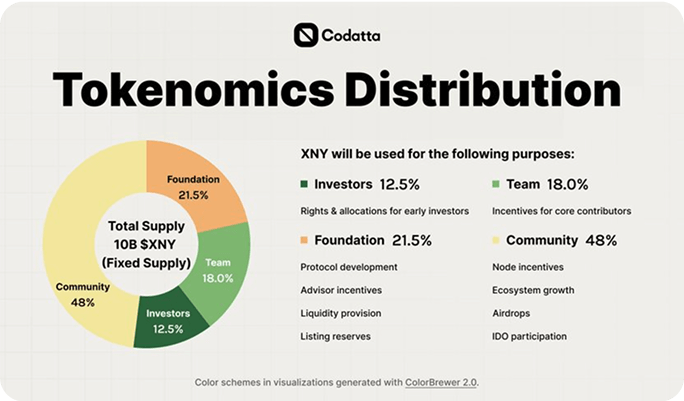 Codatta
Tokenomics Distribution
Foundation
21.5%
Team
18.0%
Investors
12.5%
Community
48%
Total Supply
10B $XNY
(Fixed Supply)
XNY will be used for the following purposes:
Investors 12.5%
Rights & allocations for early investors
Team 18.0%
Incentives for core contributors
Foundation 21.5%
Protocol development
Advisor incentives
Liquidity provision
Listing reserves
Community 48%
Node incentives
Ecosystem growth
Airdrops
IDO participation
Color schemes in visualizations generated with ColorBrewer 2.0.